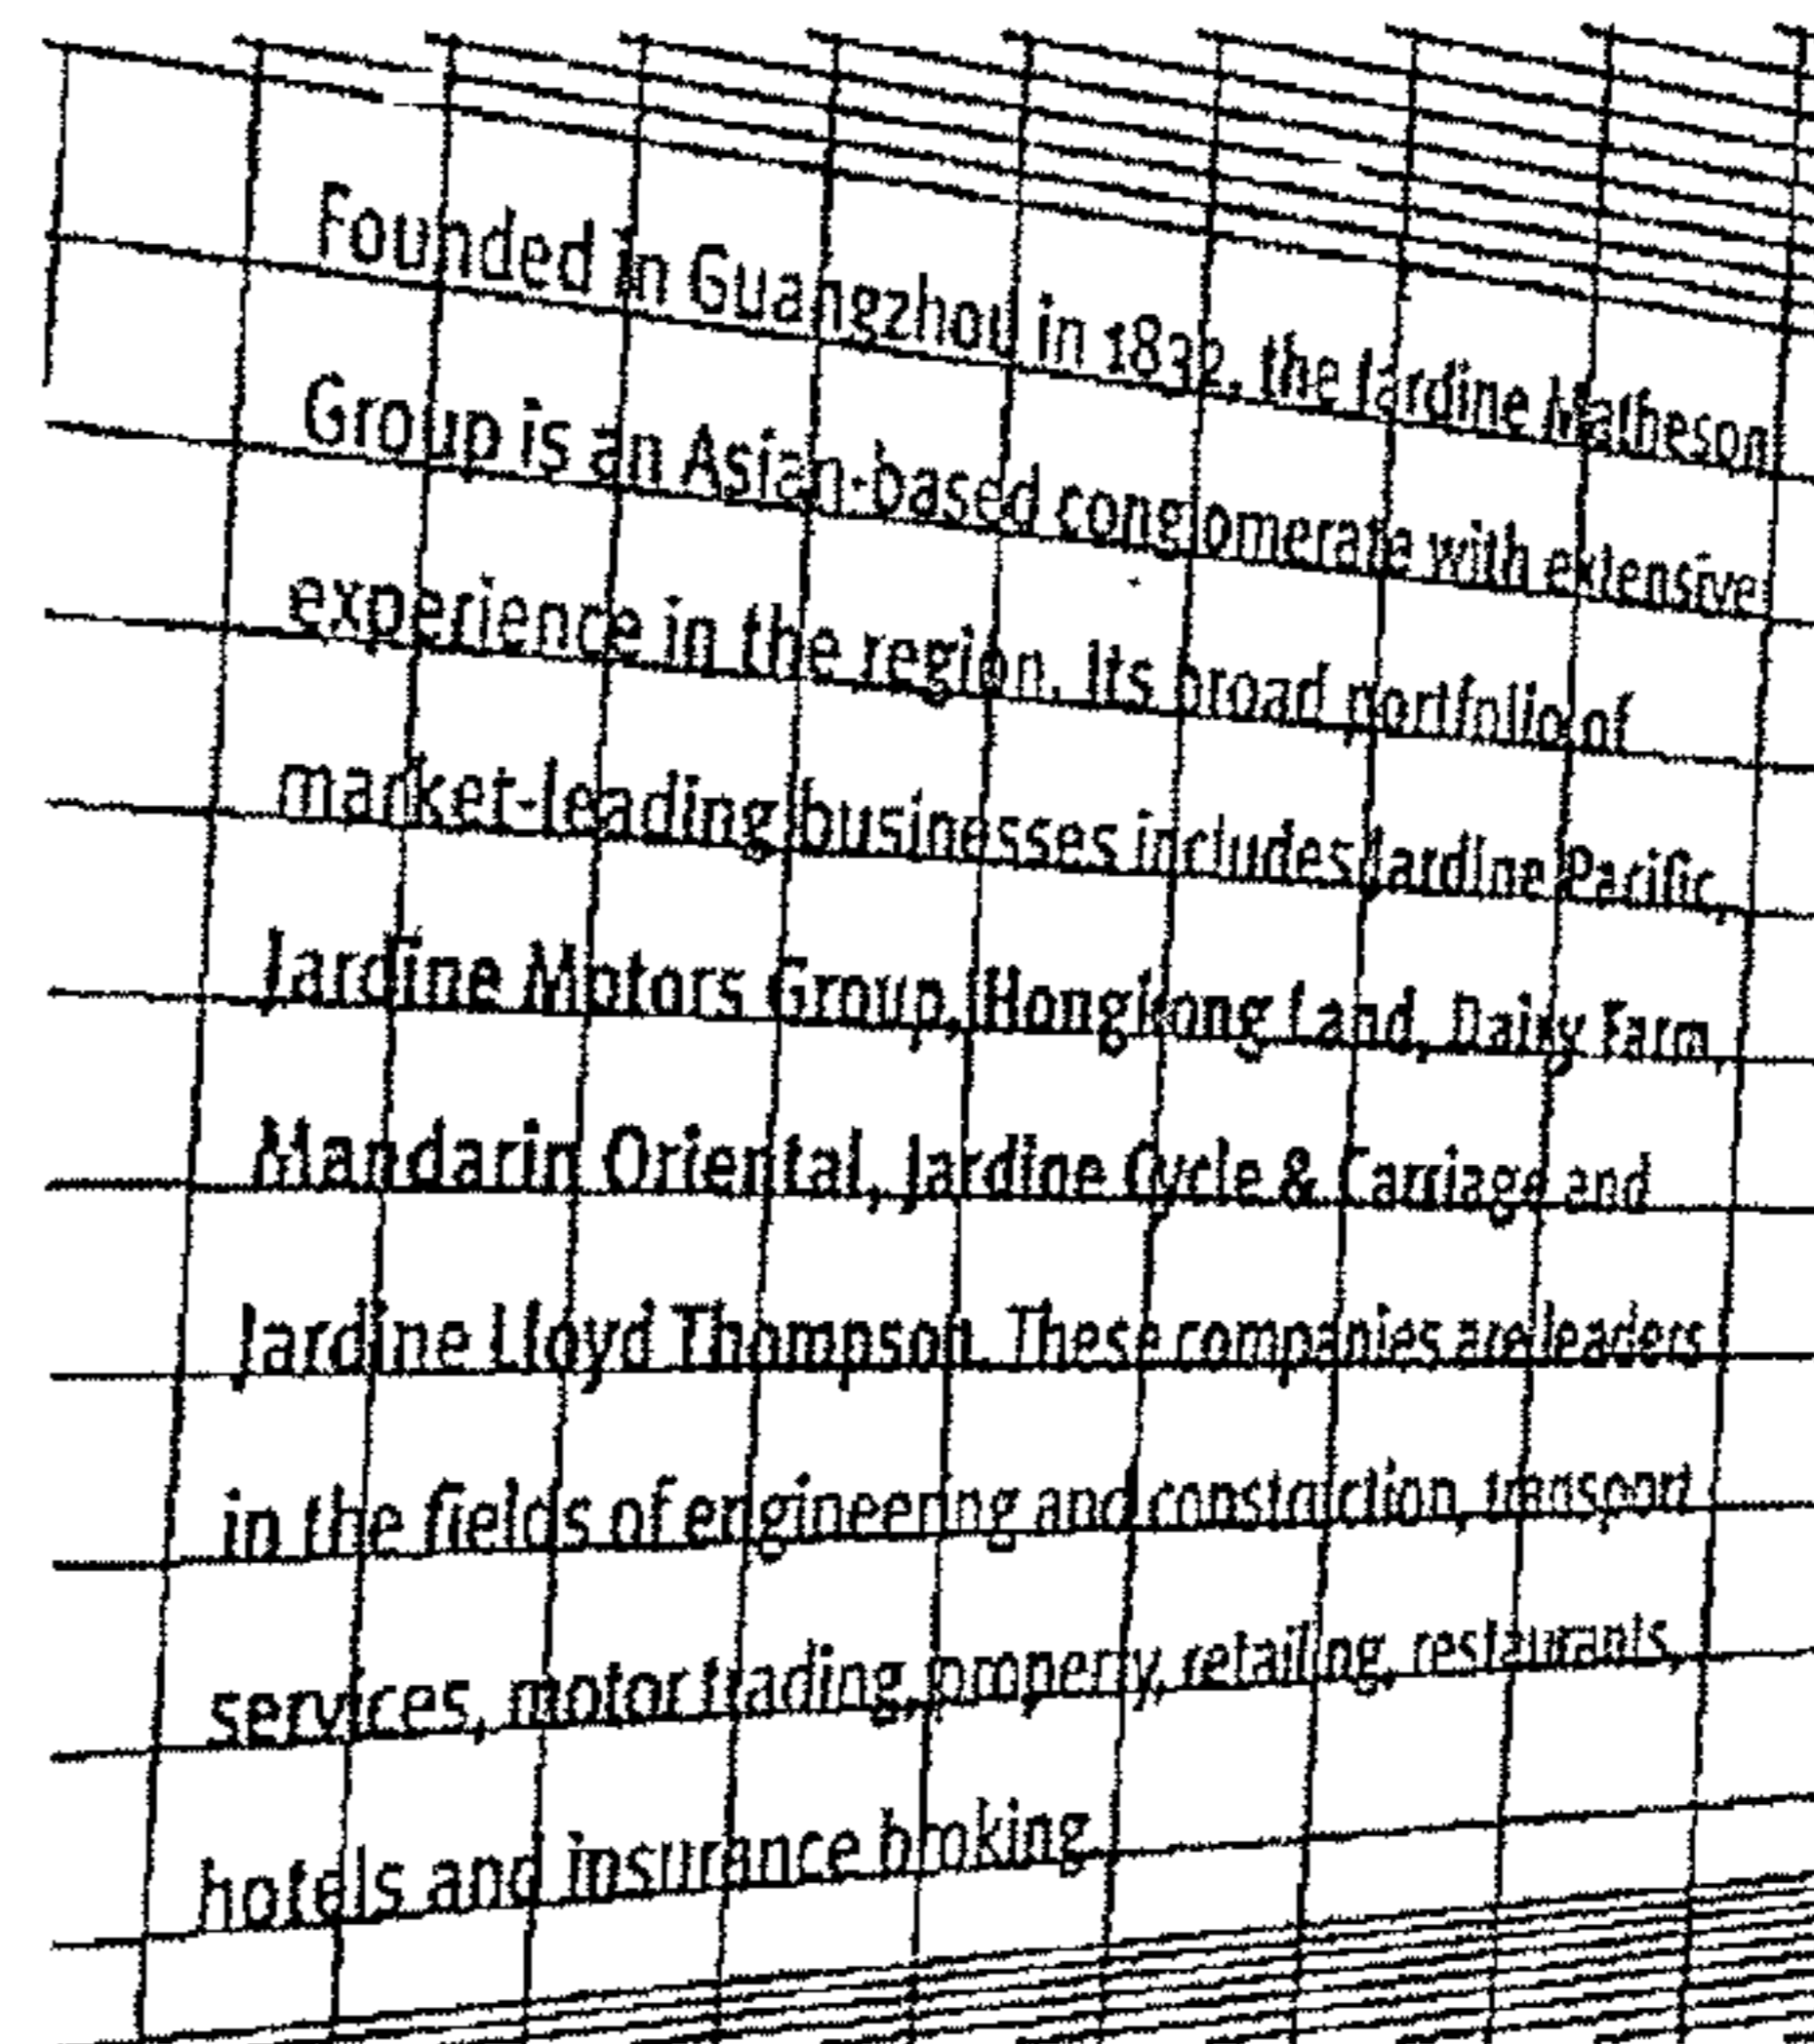 Founded in Guangzhou in 1832, the Jardine Matheson
Group is an Asian-based conglomerate with extensive
experience in the region. Its broad portfolio of
market-leading businesses includes Jardine Pacific,
Jardine Motors Group, Hongkong Land, Dairy Farm,
Mandarin Oriental, Jardine Cycle & Carriage and
Jardine Lloyd Thompson. These companies are leaders
in the fields of engineering and construction, transport
services, motor trading, property, retailing, restaurants,
hotels and insurance broking